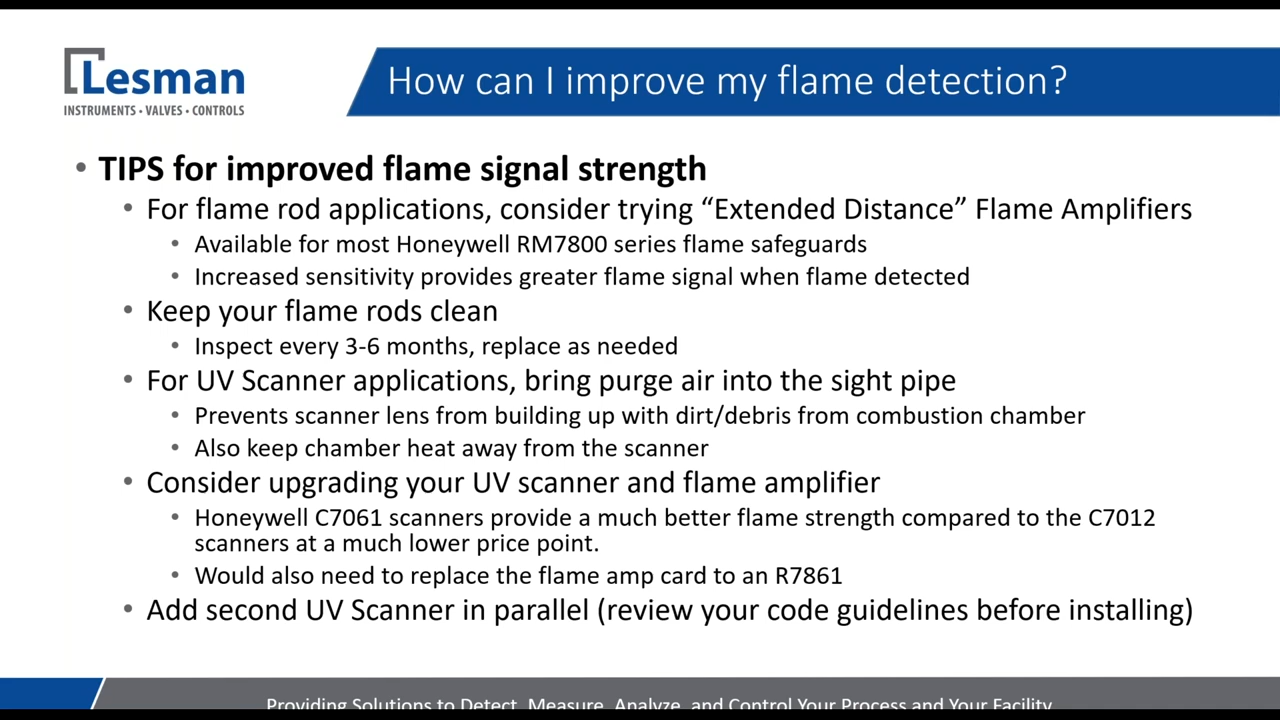 Lesman
INSTRUMENTS • VALVES • CONTROLS
How can I improve my flame detection?
• TIPS for improved flame signal strength
• For flame rod applications, consider trying “Extended Distance” Flame Amplifiers
• Available for most Honeywell RM7800 series flame safeguards
• Increased sensitivity provides greater flame signal when flame detected
• Keep your flame rods clean
• Inspect every 3-6 months, replace as needed
• For UV Scanner applications, bring purge air into the sight pipe
• Prevents scanner lens from building up with dirt/debris from combustion chamber
• Also keep chamber heat away from the scanner
• Consider upgrading your UV scanner and flame amplifier
• Honeywell C7061 scanners provide a much better flame strength compared to the C7012
scanners at a much lower price point.
• Would also need to replace the flame amp card to an R7861
• Add second UV Scanner in parallel (review your code guidelines before installing)
Providing Solutions to Detect, Measure, Analyze, and Control Your Process and Your Facility